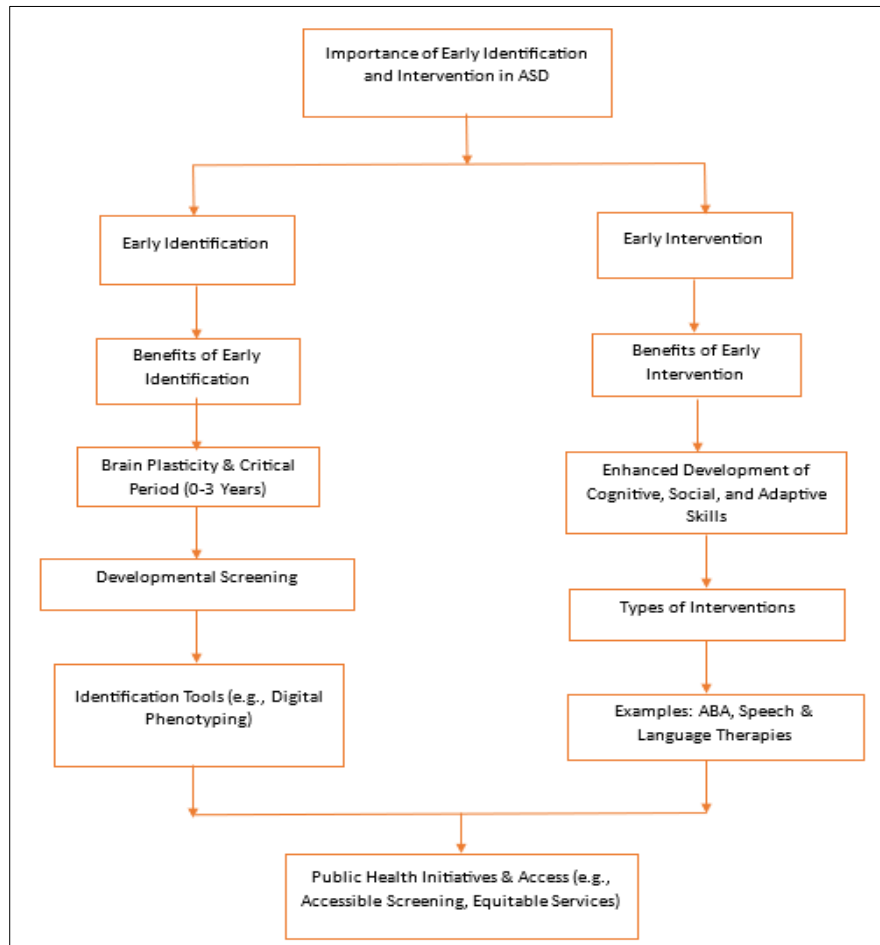 Importance of Early Identification
and Intervention in ASD
Early Identification
Early Intervention
Benefits of Early
Identification
Benefits of Early
Intervention
Brain Plasticity & Critical
Period (0-3 Years)
Enhanced Development of
Cognitive, Social, and Adaptive
Skills
Developmental Screening
Types of Interventions
Identification Tools (e.g., Digital
Phenotyping)
Examples: ABA, Speech &
Language Therapies
Public Health Initiatives & Access (e.g.,
Accessible Screening, Equitable Services)